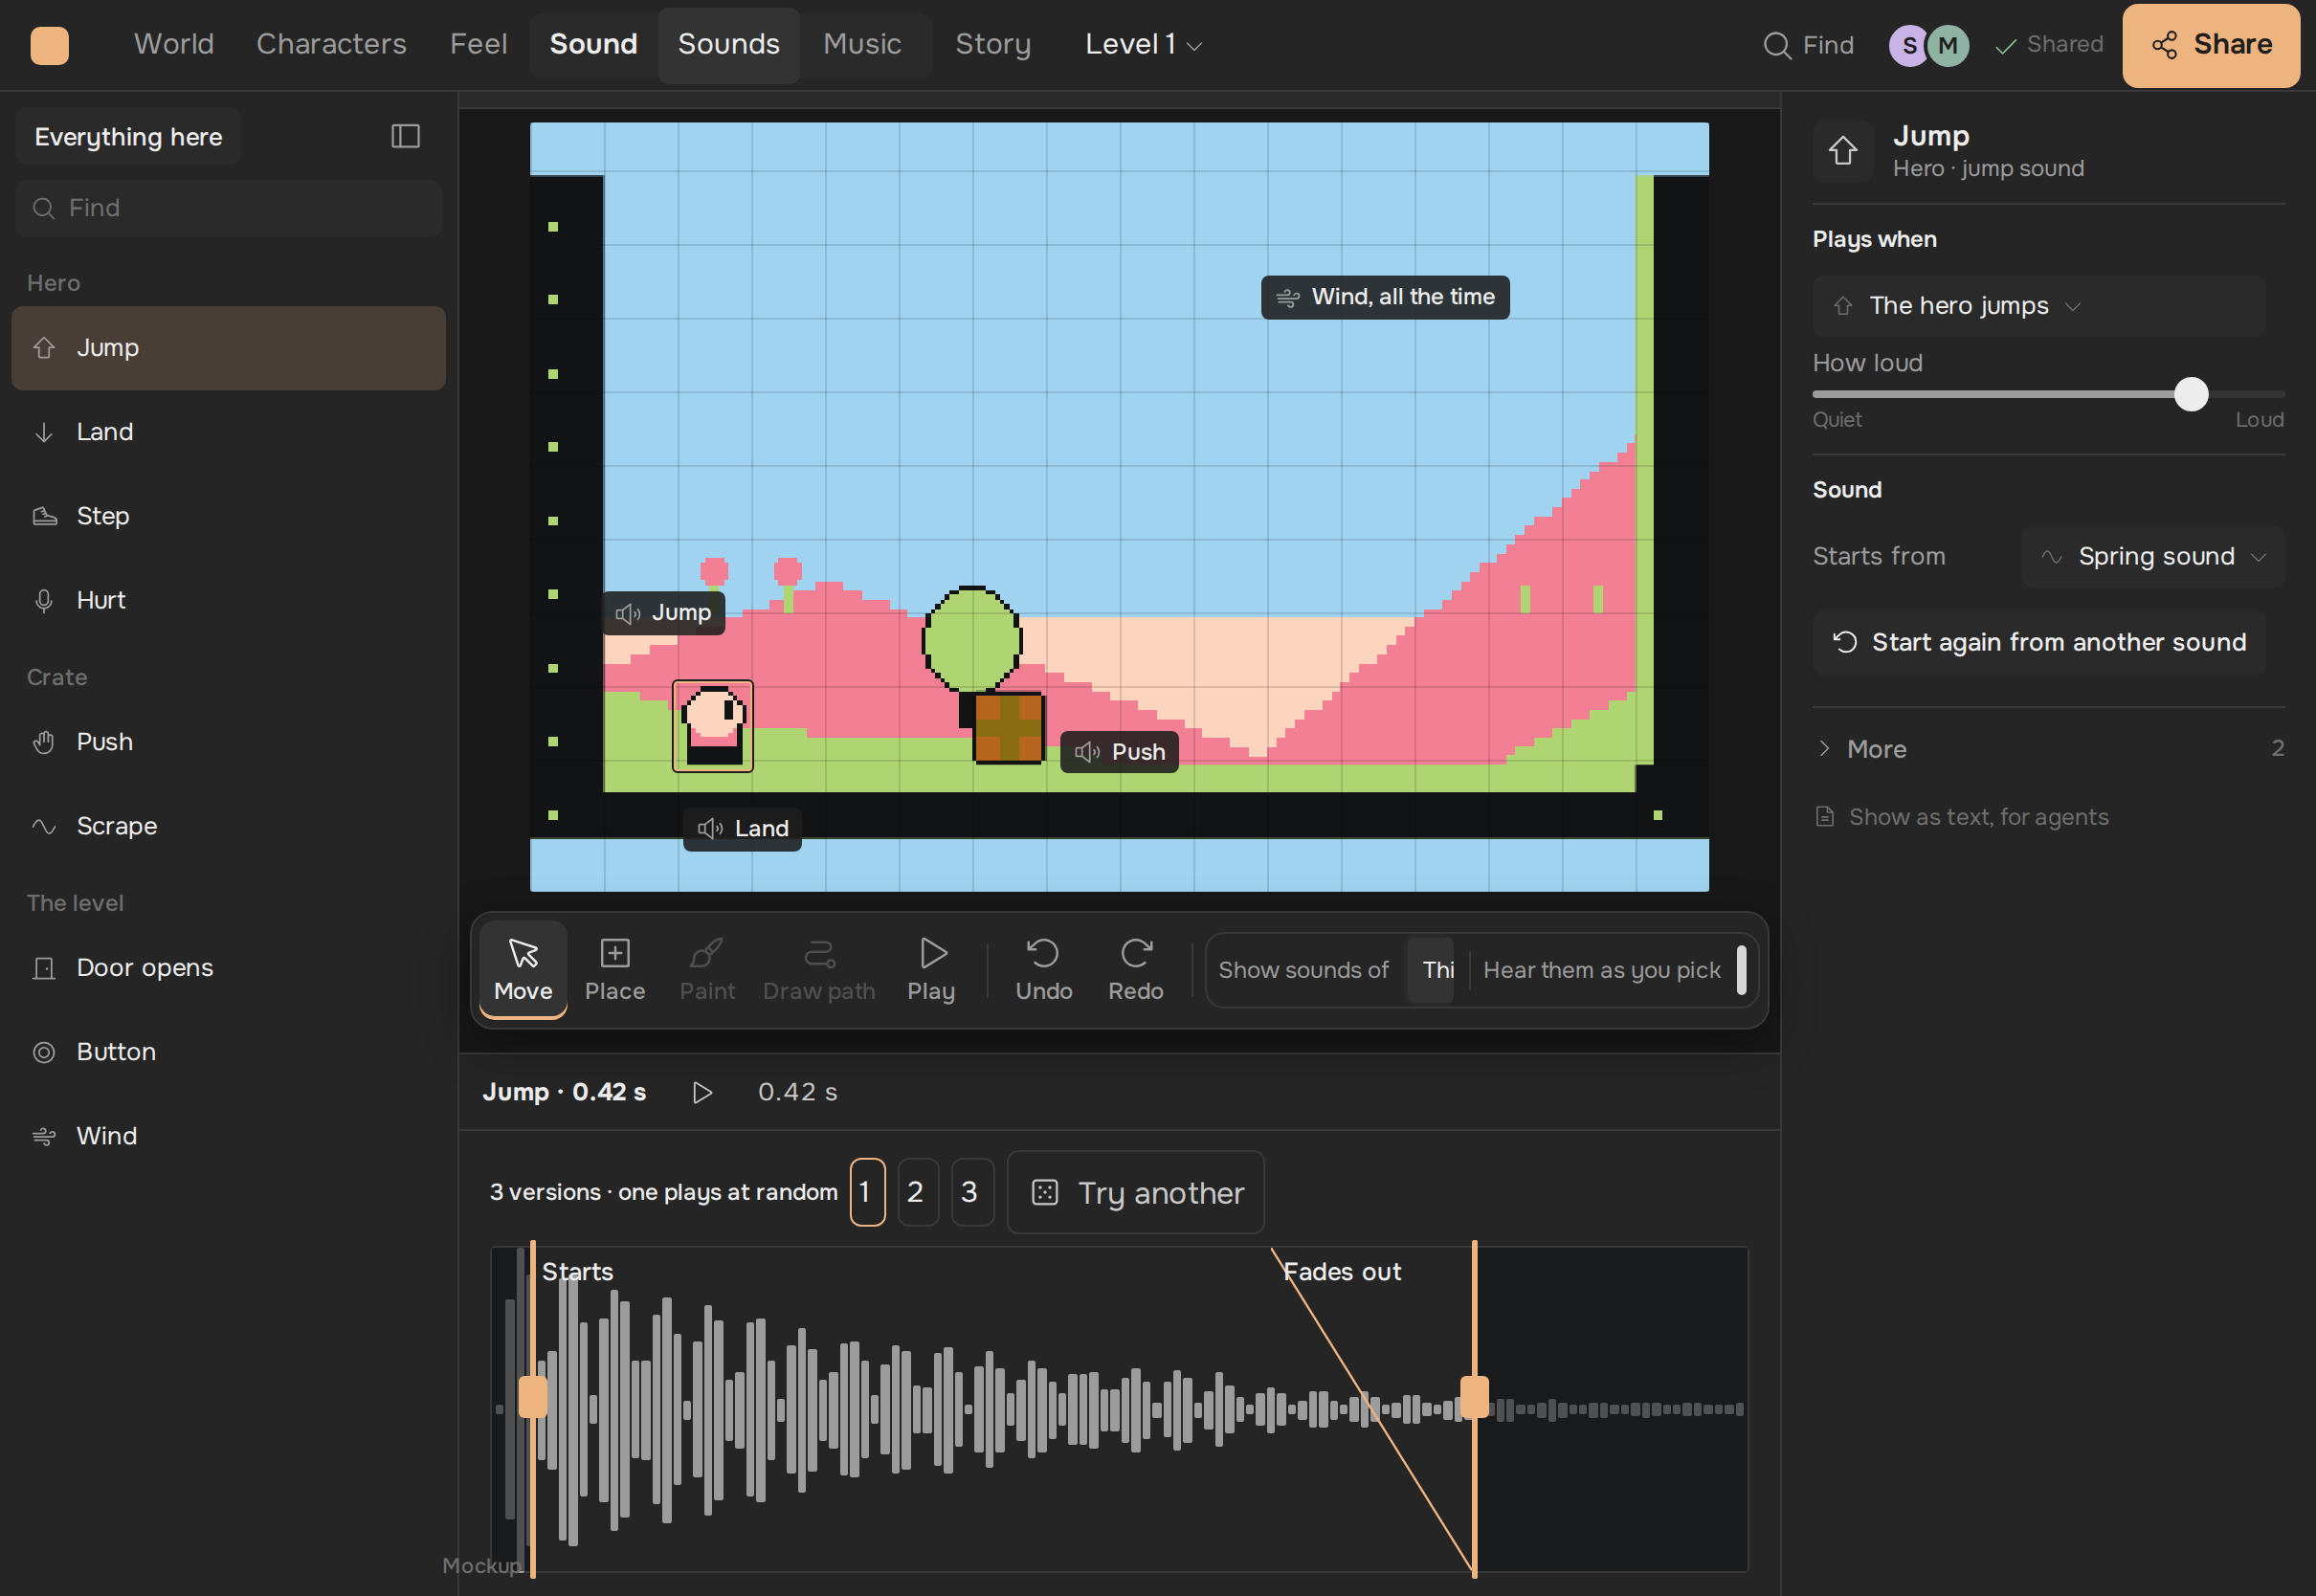 World Characters Feel Sound Sounds Music Story Level 1
Find S M Shared Share
Everything here
Find
Hero
Jump
Land
Step
Hurt
Crate
Push
Scrape
The level
Door opens
Button
Wind
Wind, all the time
Jump
Push
Land
Move Place Paint Draw path Play Undo Redo Show sounds of Thi Hear them as you pick
Jump · 0.42 s 0.42 s
3 versions · one plays at random 1 2 3 Try another
Starts Fades out
Mockup
Jump
Hero · jump sound
Plays when
The hero jumps
How loud
Quiet Loud
Sound
Starts from Spring sound
Start again from another sound
More 2
Show as text, for agents